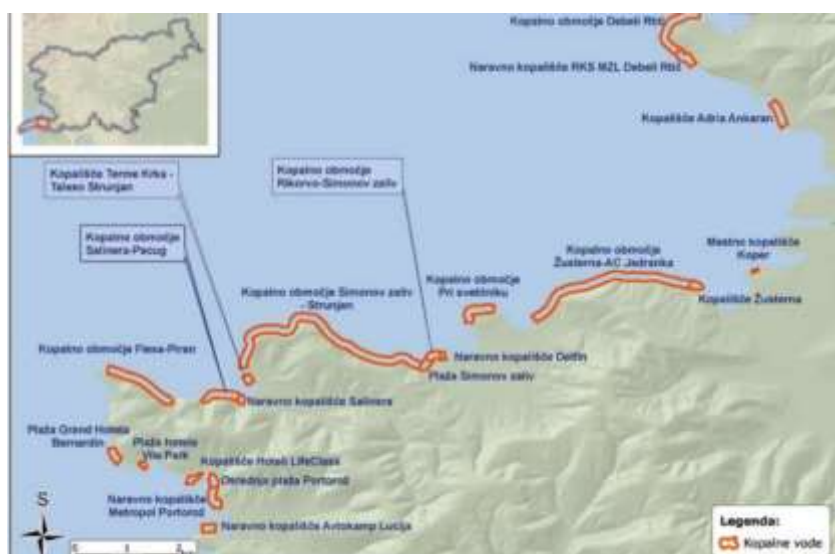 Kopalno območje Debeli Rtič
Naravno kopališče RKS MZL Debeli Rtič
Kopališče Adria Ankaran
Kopališče Terme Krka -
Talaso Strunjan
Kopalno območje
Rikorvo-Simonov zaliv
Kopalno območje
Salinera-Pacug
Kopalno območje
Žusterna-AC Jadranka
Mestno kopališče
Koper
Kopalno območje
Pri svetilniku
Kopalno območje Simonov zaliv
- Strunjan
Kopališče Žusterna
Kopalno območje Fiesa-Piran
Naravno kopališče Delfin
Plaža Simonov zaliv
Naravno kopališče Salinera
Plaža Grand Hotela
Bernardin
Plaža hotela
Vile Park
Kopališče Hoteli LifeClass
Osrednja plaža Portorož
Naravno kopališče
Metropol Portorož
Naravno kopališče Avtokamp Lucija
S
0 1 2
Legenda:
Kopalne vode